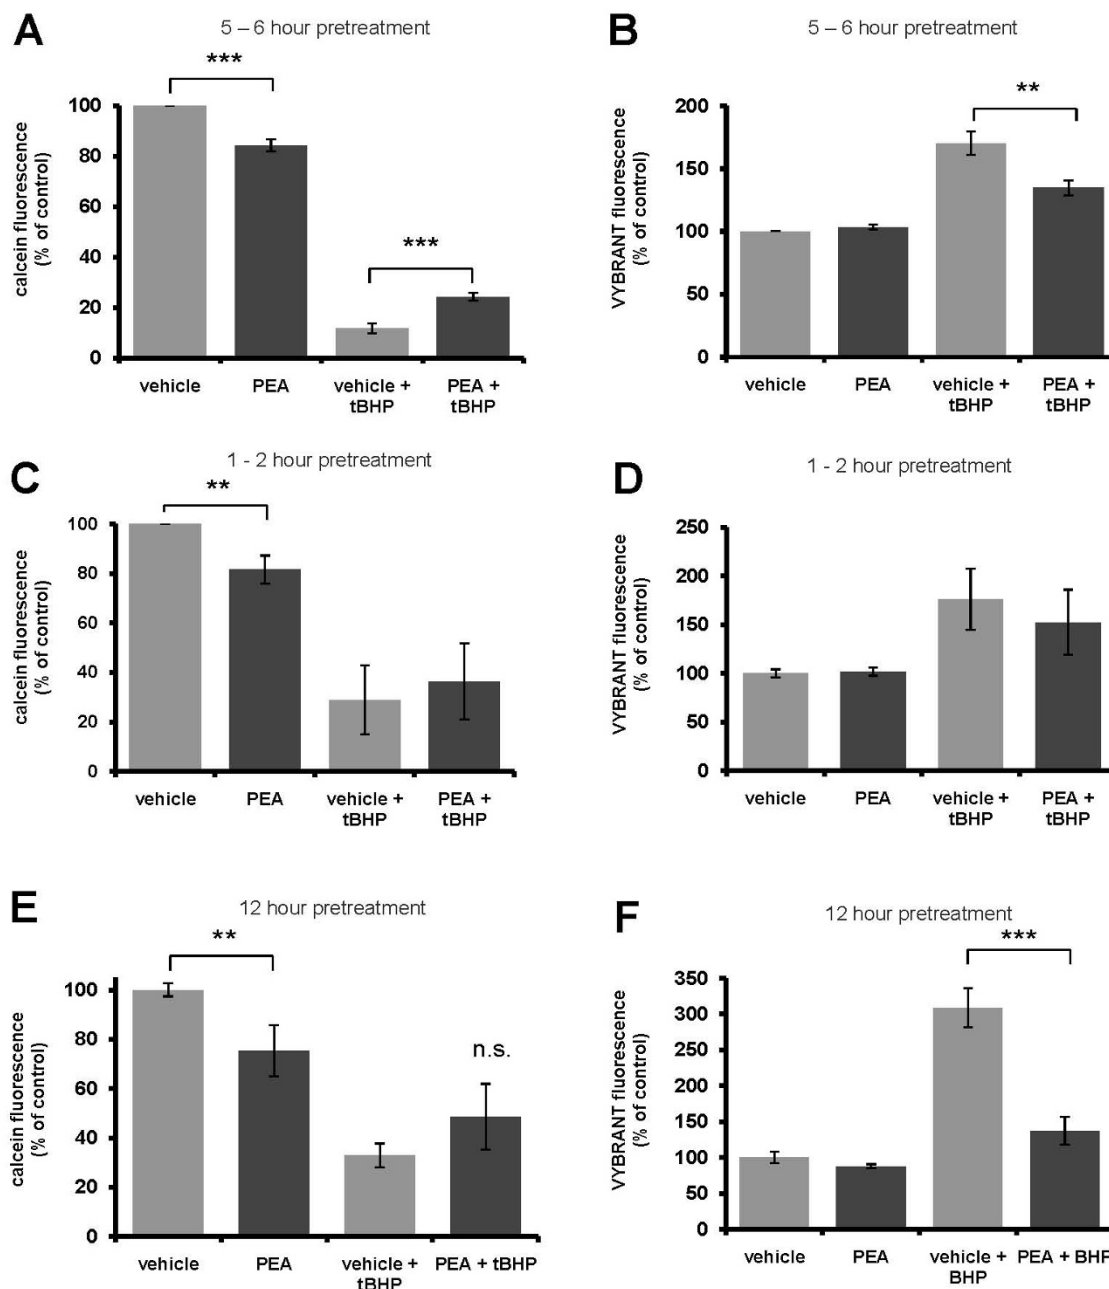 A
5 – 6 hour pretreatment
***
***
calcein fluorescence
(% of control)
100
80
60
40
20
0
vehicle
PEA
vehicle +
tBHP
PEA +
tBHP
B
5 – 6 hour pretreatment
**
VYBRANT fluorescence
(% of control)
200
150
100
50
0
vehicle
PEA
vehicle +
tBHP
PEA +
tBHP
C
1 - 2 hour pretreatment
**
calcein fluorescence
(% of control)
100
80
60
40
20
0
vehicle
PEA
vehicle +
tBHP
PEA +
tBHP
D
1 - 2 hour pretreatment
VYBRANT fluorescence
(% of control)
250
200
150
100
50
0
vehicle
PEA
vehicle +
tBHP
PEA +
tBHP
E
12 hour pretreatment
**
n.s.
calcein fluorescence
(% of control)
100
80
60
40
20
0
vehicle
PEA
vehicle +
tBHP
PEA + tBHP
F
12 hour pretreatment
***
VYBRANT fluorescence
(% of control)
350
300
250
200
150
100
50
0
vehicle
PEA
vehicle +
BHP
PEA + BHP